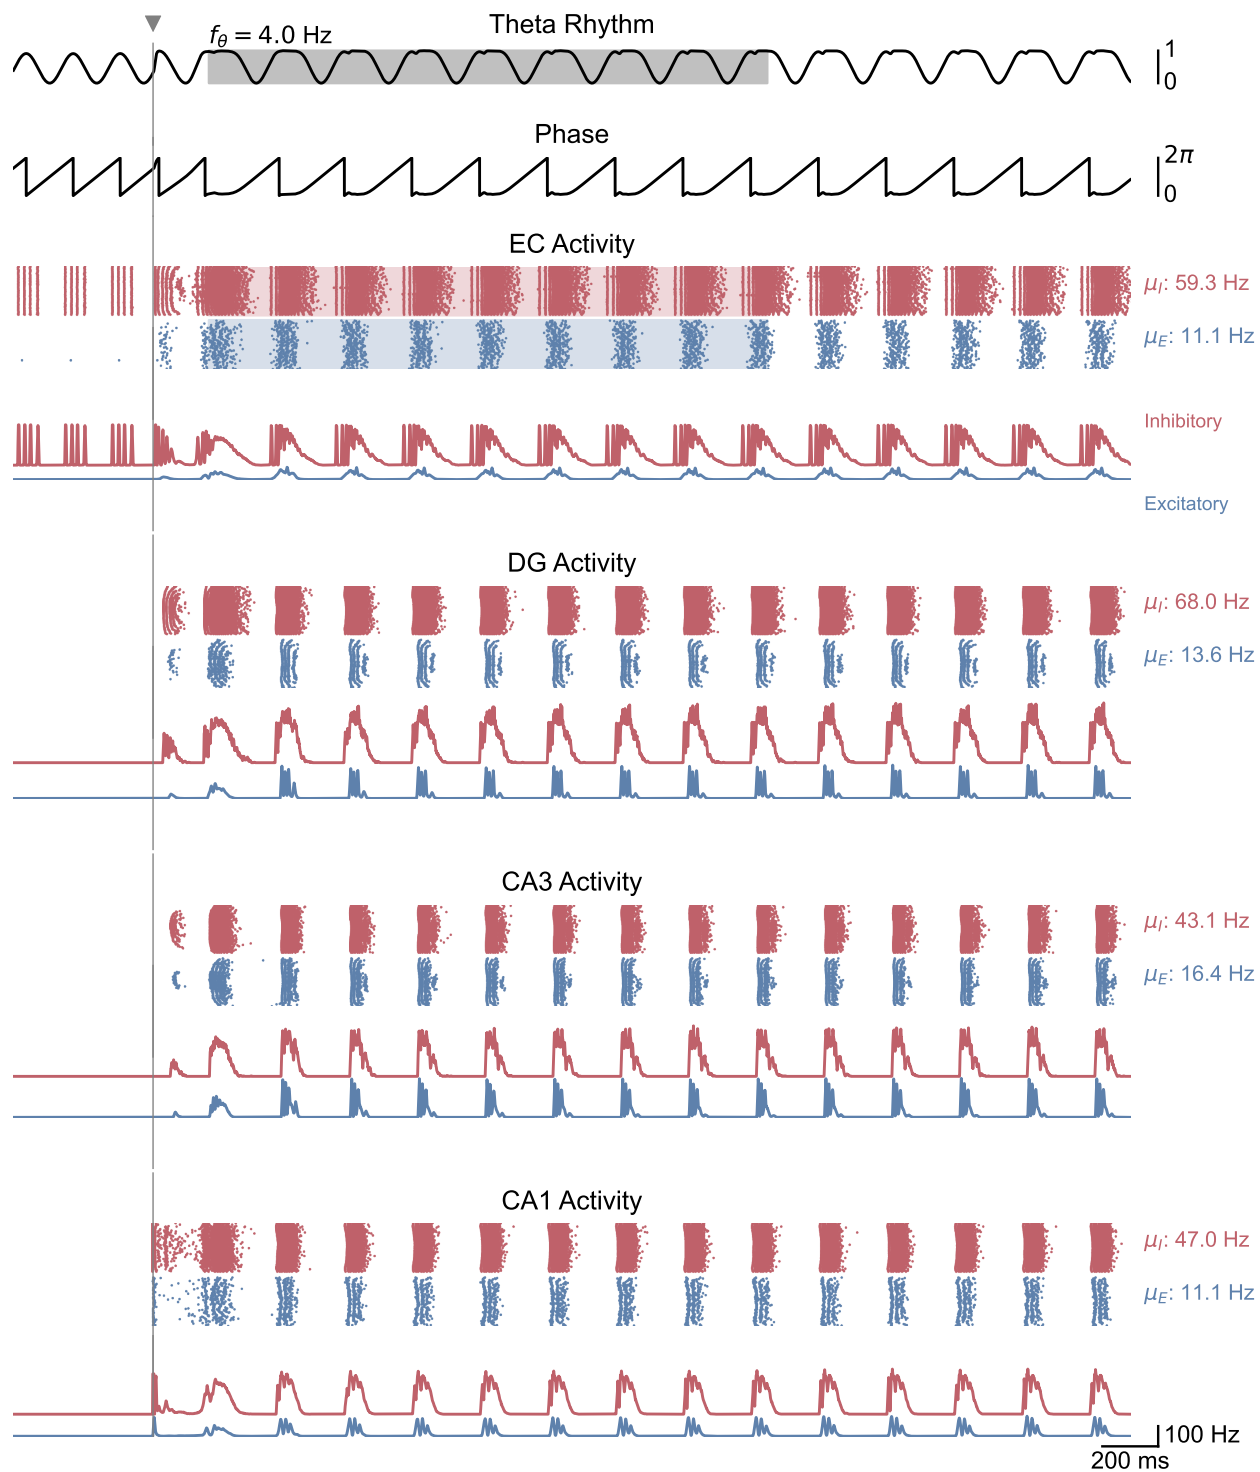 Theta Rhythm
fθ = 4.0 Hz
1
0
Phase
2π
0
EC Activity
μI: 59.3 Hz
μE: 11.1 Hz
Inhibitory
Excitatory
DG Activity
μI: 68.0 Hz
μE: 13.6 Hz
CA3 Activity
μI: 43.1 Hz
μE: 16.4 Hz
CA1 Activity
μI: 47.0 Hz
μE: 11.1 Hz
100 Hz
200 ms